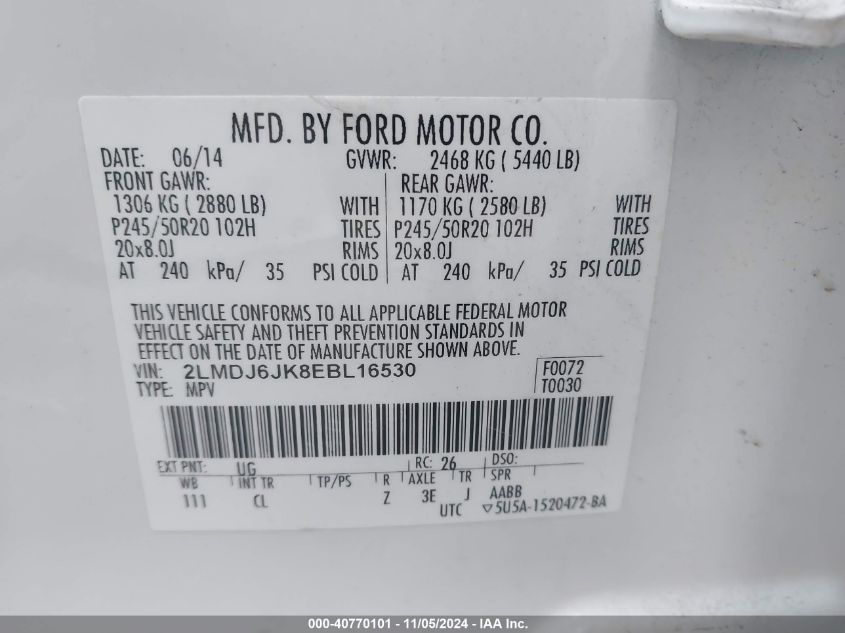 MFD. BY FORD MOTOR CO.
DATE: 06/14 GVWR: 2468 KG ( 5440 LB)
FRONT GAWR: REAR GAWR:
1306 KG ( 2880 LB) WITH 1170 KG ( 2580 LB) WITH
P245/50R20 102H TIRES P245/50R20 102H TIRES
20x8.0J RIMS 20x8.0J RIMS
AT 240 kPa/ 35 PSI COLD AT 240 kPa/ 35 PSI COLD
THIS VEHICLE CONFORMS TO ALL APPLICABLE FEDERAL MOTOR
VEHICLE SAFETY AND THEFT PREVENTION STANDARDS IN
EFFECT ON THE DATE OF MANUFACTURE SHOWN ABOVE.
VIN: 2LMDJ6JK8EBL16530 F0072
TYPE: MPV T0030
EXT PNT: UG RC: 26 DSO:
WB INT TR TP/PS R AXLE TR SPR
111 CL Z 3E J AABB
UTC ▽5U5A-1520472-BA
000-40770101 - 11/05/2024 - IAA Inc.